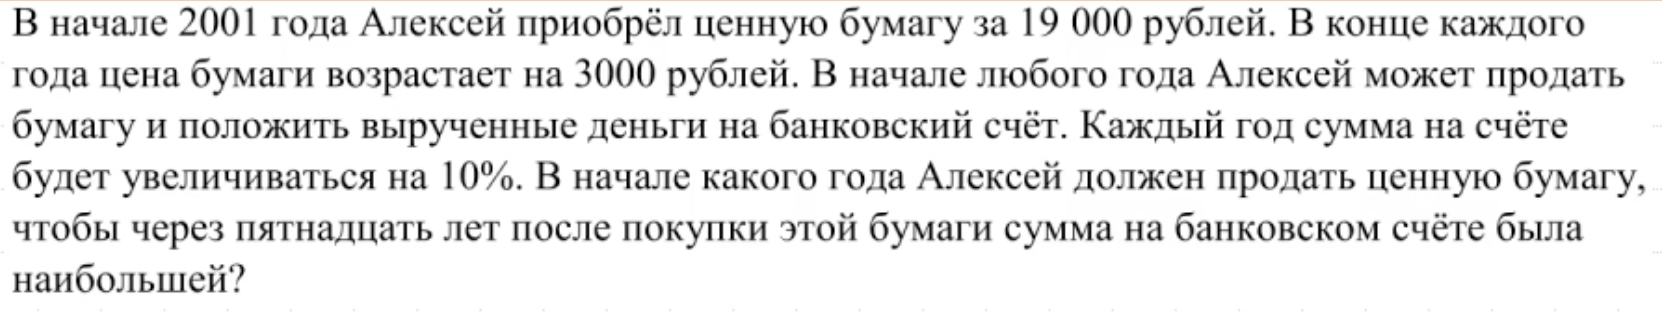 В начале 2001 года Алексей приобрёл ценную бумагу за 19 000 рублей. В конце каждого
года цена бумаги возрастает на 3000 рублей. В начале любого года Алексей может продать
бумагу и положить вырученные деньги на банковский счёт. Каждый год сумма на счёте
будет увеличиваться на 10%. В начале какого года Алексей должен продать ценную бумагу,
чтобы через пятнадцать лет после покупки этой бумаги сумма на банковском счёте была
наибольшей?